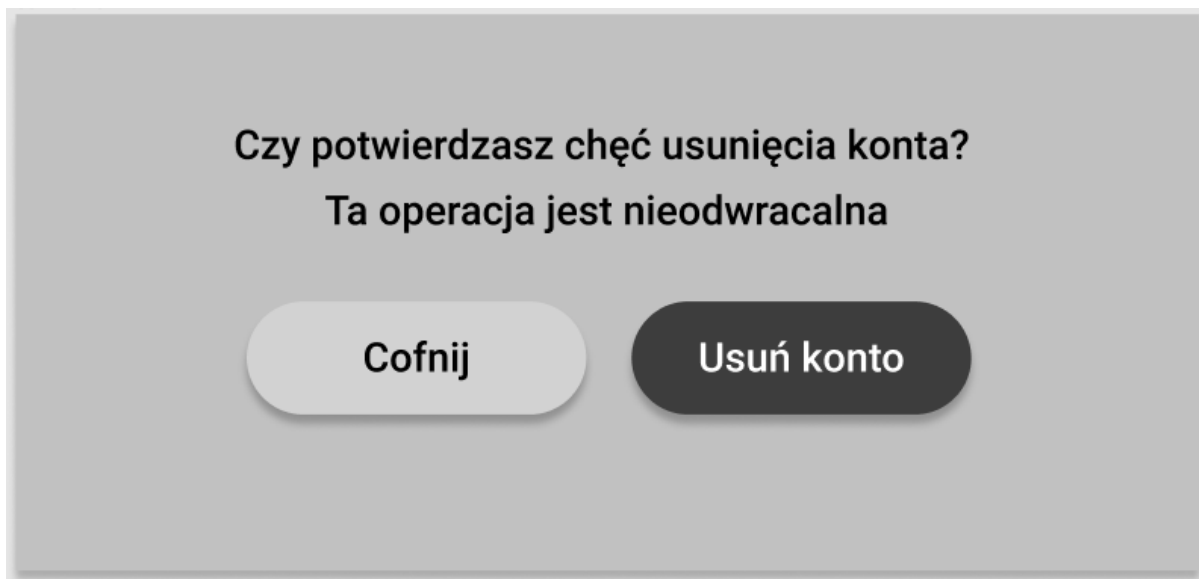 Czy potwierdzasz chęć usunięcia konta?
Ta operacja jest nieodwracalna
Cofnij
Usuń konto